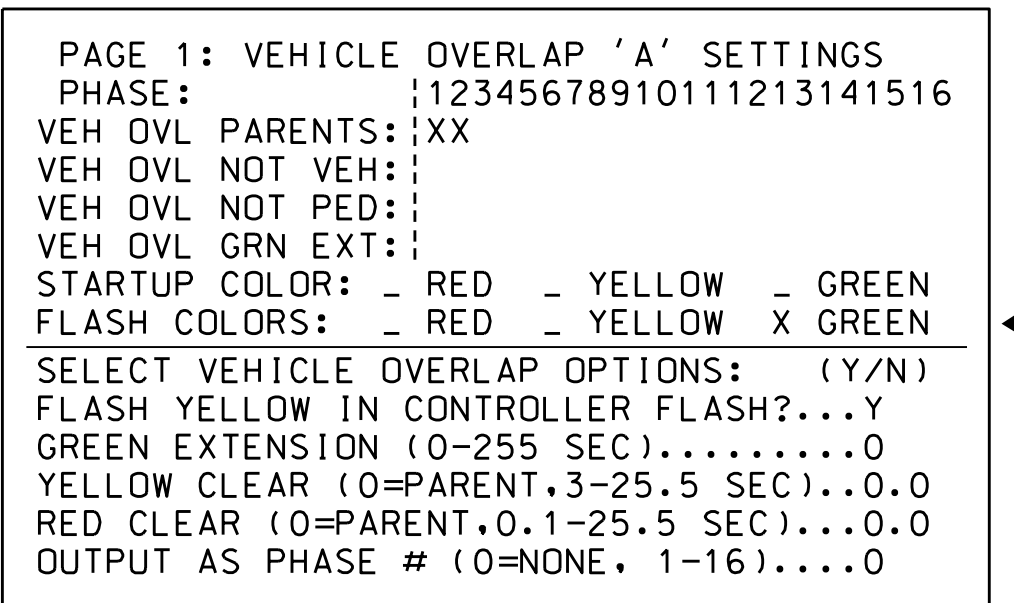 PAGE 1: VEHICLE OVERLAP 'A' SETTINGS
PHASE: ¦12345678910111213141516
VEH OVL PARENTS:¦XX
VEH OVL NOT VEH:¦
VEH OVL NOT PED:¦
VEH OVL GRN EXT:¦
STARTUP COLOR: _ RED _ YELLOW _ GREEN
FLASH COLORS: _ RED _ YELLOW X GREEN
SELECT VEHICLE OVERLAP OPTIONS: (Y/N)
FLASH YELLOW IN CONTROLLER FLASH?...Y
GREEN EXTENSION (0-255 SEC).........0
YELLOW CLEAR (0=PARENT,3-25.5 SEC)..0.0
RED CLEAR (0=PARENT,0.1-25.5 SEC)...0.0
OUTPUT AS PHASE # (0=NONE, 1-16)....0